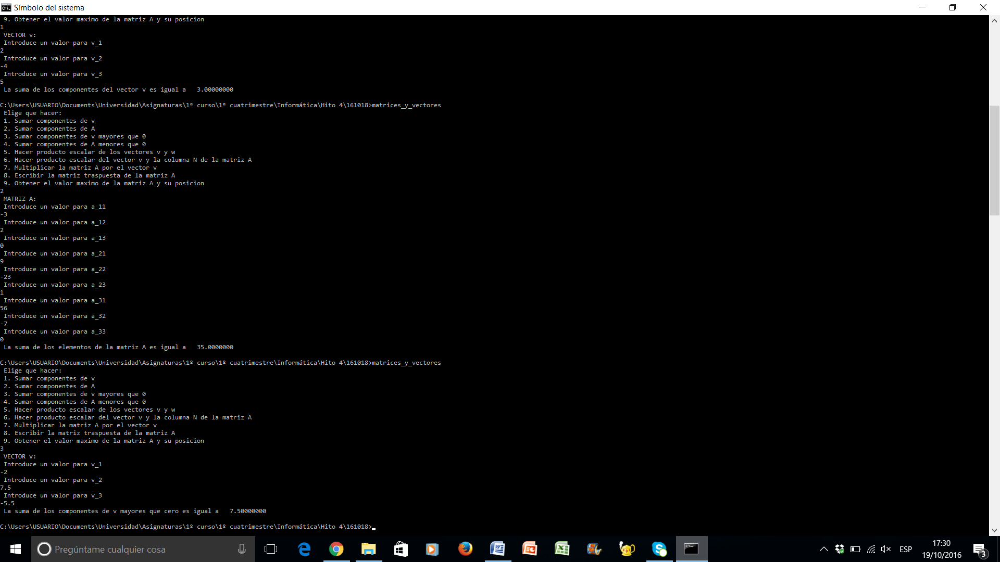 Símbolo del sistema
9. Obtener el valor maximo de la matriz A y su posicion
1
VECTOR v:
Introduce un valor para v_1
2
Introduce un valor para v_2
-4
Introduce un valor para v_3
5
La suma de los componentes del vector v es igual a   3.00000000
C:\Users\USUARIO\Documents\Universidad\Asignaturas\1º curso\1º cuatrimestre\Informática\Hito 4\161018>matrices_y_vectores
Elige que hacer:
1. Sumar componentes de v
2. Sumar componentes de A
3. Sumar componentes de v mayores que 0
4. Sumar componentes de A menores que 0
5. Hacer producto escalar de los vectores v y w
6. Hacer producto escalar del vector v y la columna N de la matriz A
7. Multiplicar la matriz A por el vector v
8. Escribir la matriz traspuesta de la matriz A
9. Obtener el valor maximo de la matriz A y su posicion
2
MATRIZ A:
Introduce un valor para a_11
-3
Introduce un valor para a_12
2
Introduce un valor para a_13
0
Introduce un valor para a_21
9
Introduce un valor para a_22
-23
Introduce un valor para a_23
1
Introduce un valor para a_31
56
Introduce un valor para a_32
-7
Introduce un valor para a_33
0
La suma de los elementos de la matriz A es igual a   35.0000000
C:\Users\USUARIO\Documents\Universidad\Asignaturas\1º curso\1º cuatrimestre\Informática\Hito 4\161018>matrices_y_vectores
Elige que hacer:
1. Sumar componentes de v
2. Sumar componentes de A
3. Sumar componentes de v mayores que 0
4. Sumar componentes de A menores que 0
5. Hacer producto escalar de los vectores v y w
6. Hacer producto escalar del vector v y la columna N de la matriz A
7. Multiplicar la matriz A por el vector v
8. Escribir la matriz traspuesta de la matriz A
9. Obtener el valor maximo de la matriz A y su posicion
3
VECTOR v:
Introduce un valor para v_1
-2
Introduce un valor para v_2
7.5
Introduce un valor para v_3
-5.5
La suma de los componentes de v mayores que cero es igual a   7.50000000
C:\Users\USUARIO\Documents\Universidad\Asignaturas\1º curso\1º cuatrimestre\Informática\Hito 4\161018>
Pregúntame cualquier cosa
ESP
17:30
19/10/2016
3